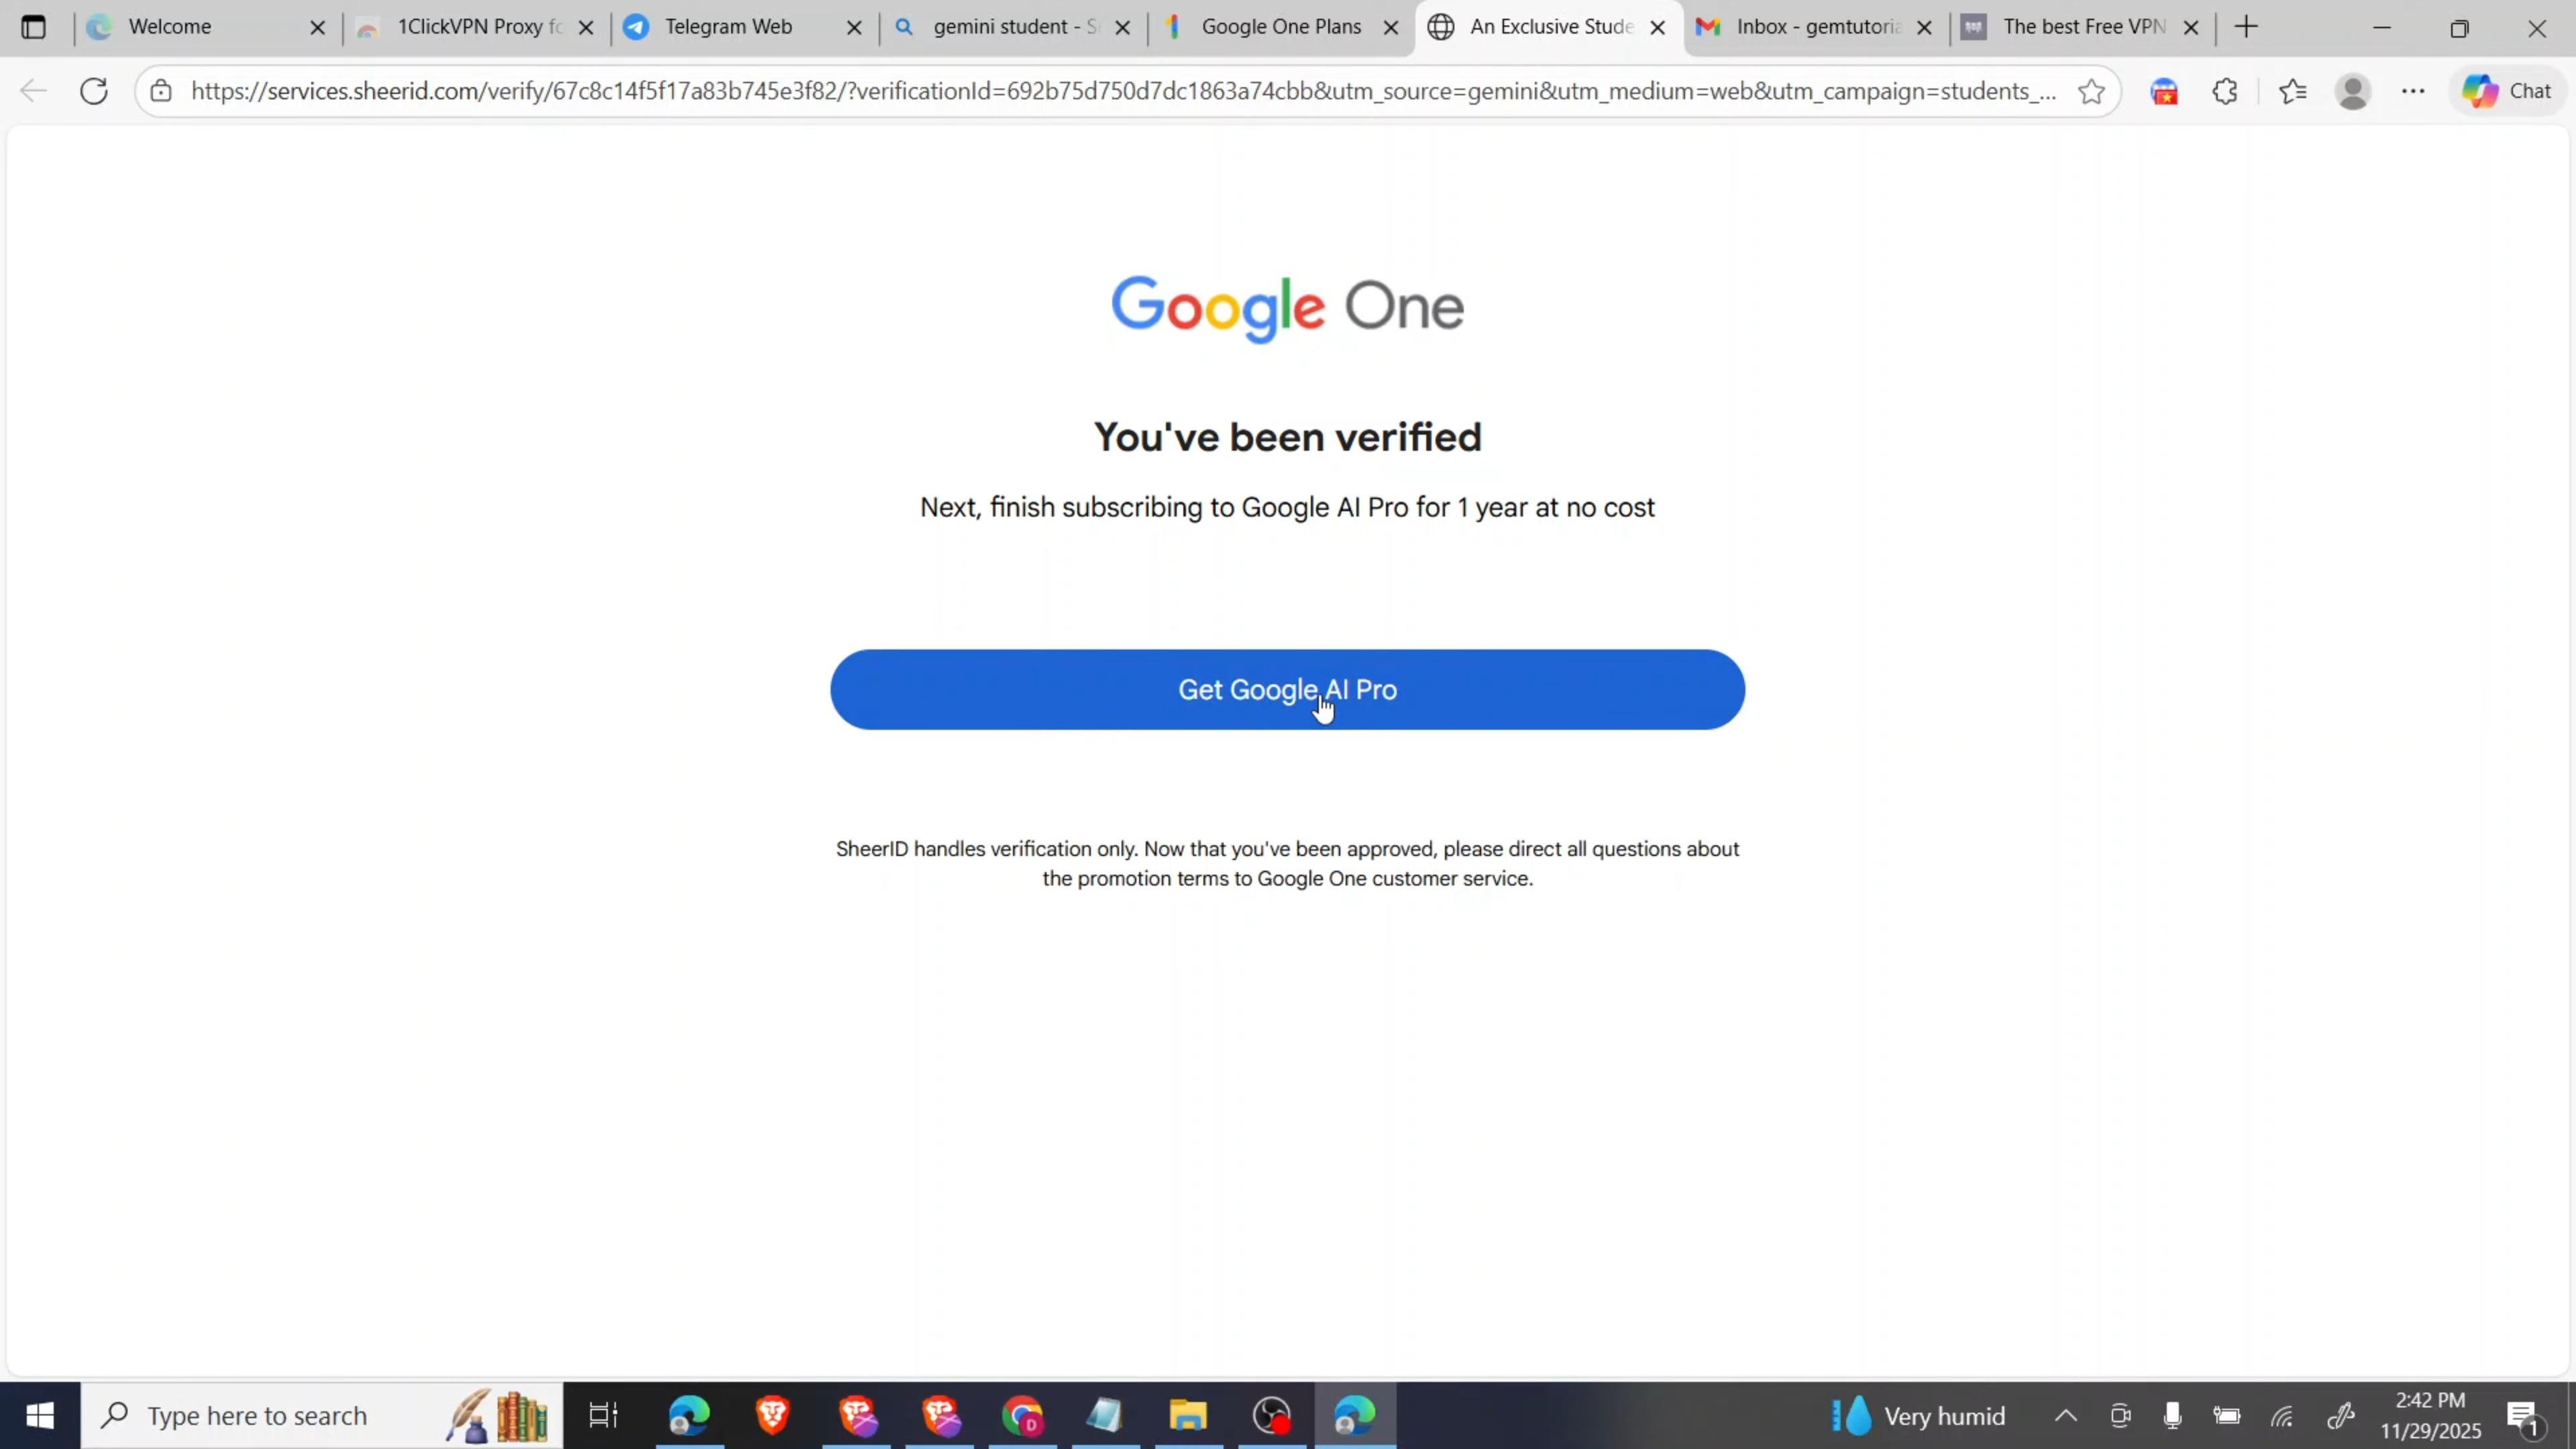 Welcome
1ClickVPN Proxy fo
Telegram Web
gemini student - S
Google One Plans
An Exclusive Stude
Inbox - gemtutoria
The best Free VPN
https://services.sheerid.com/verify/67c8c14f5f17a83b745e3f82/?verificationId=692b75d750d7dc1863a74cbb&utm_source=gemini&utm_medium=web&utm_campaign=students_...
Chat
Google One
You've been verified
Next, finish subscribing to Google AI Pro for 1 year at no cost
Get Google AI Pro
SheerID handles verification only. Now that you've been approved, please direct all questions about
the promotion terms to Google One customer service.
Type here to search
D
Very humid
2:42 PM
11/29/2025
1